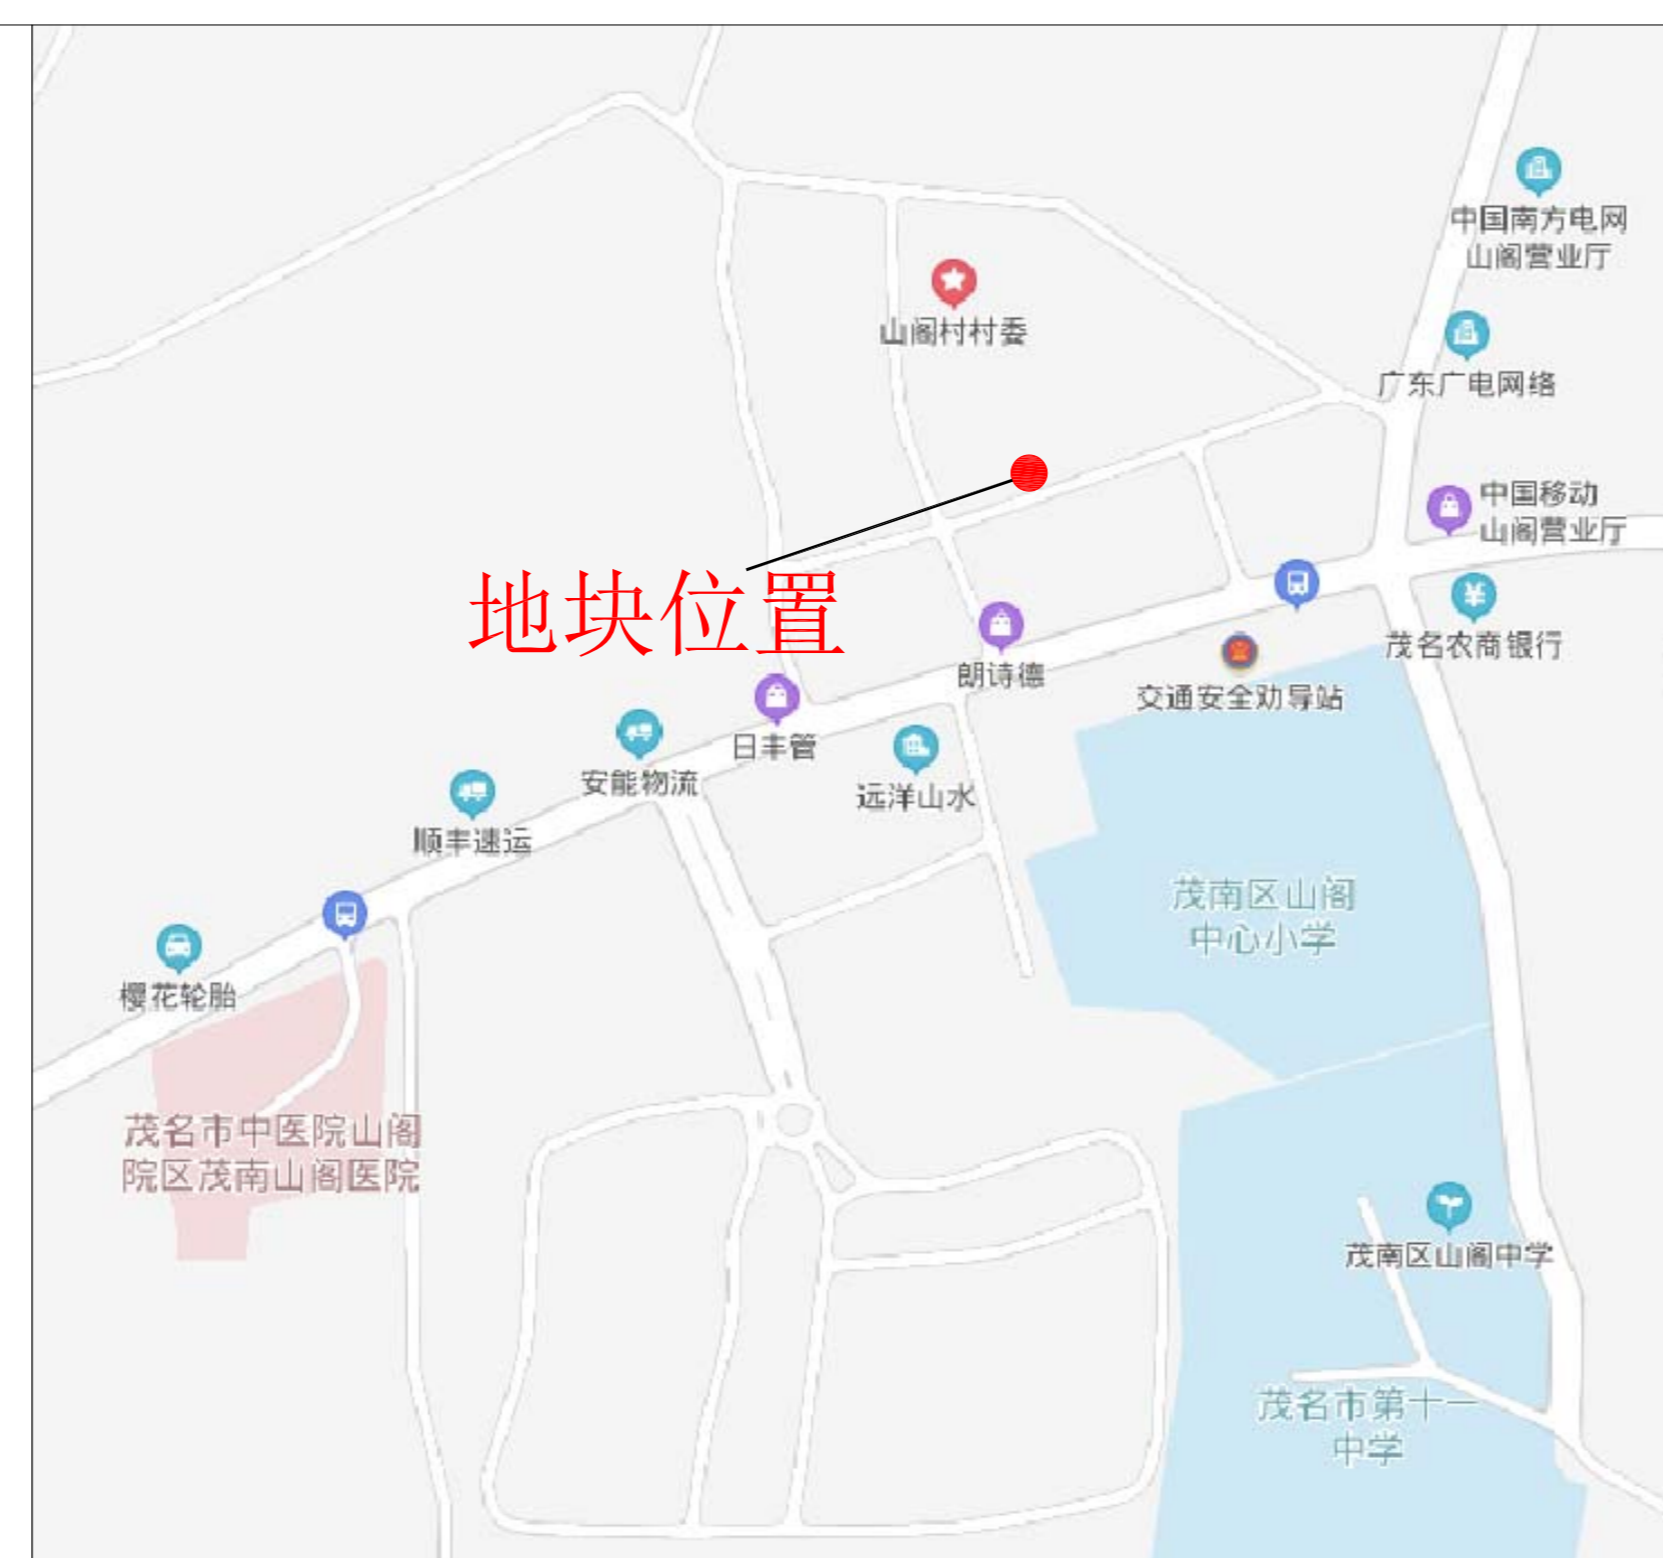 中国南方电网
山阁营业厅
山阁村村委
广东广电网络
中国移动
山阁营业厅
地块位置
茂名农商银行
朗诗德
交通安全劝导站
日丰管
安能物流
远洋山水
顺丰速运
茂南区山阁
中心小学
樱花轮胎
茂名市中医院山阁
院区茂南山阁医院
茂南区山阁中学
茂名市第十一
中学